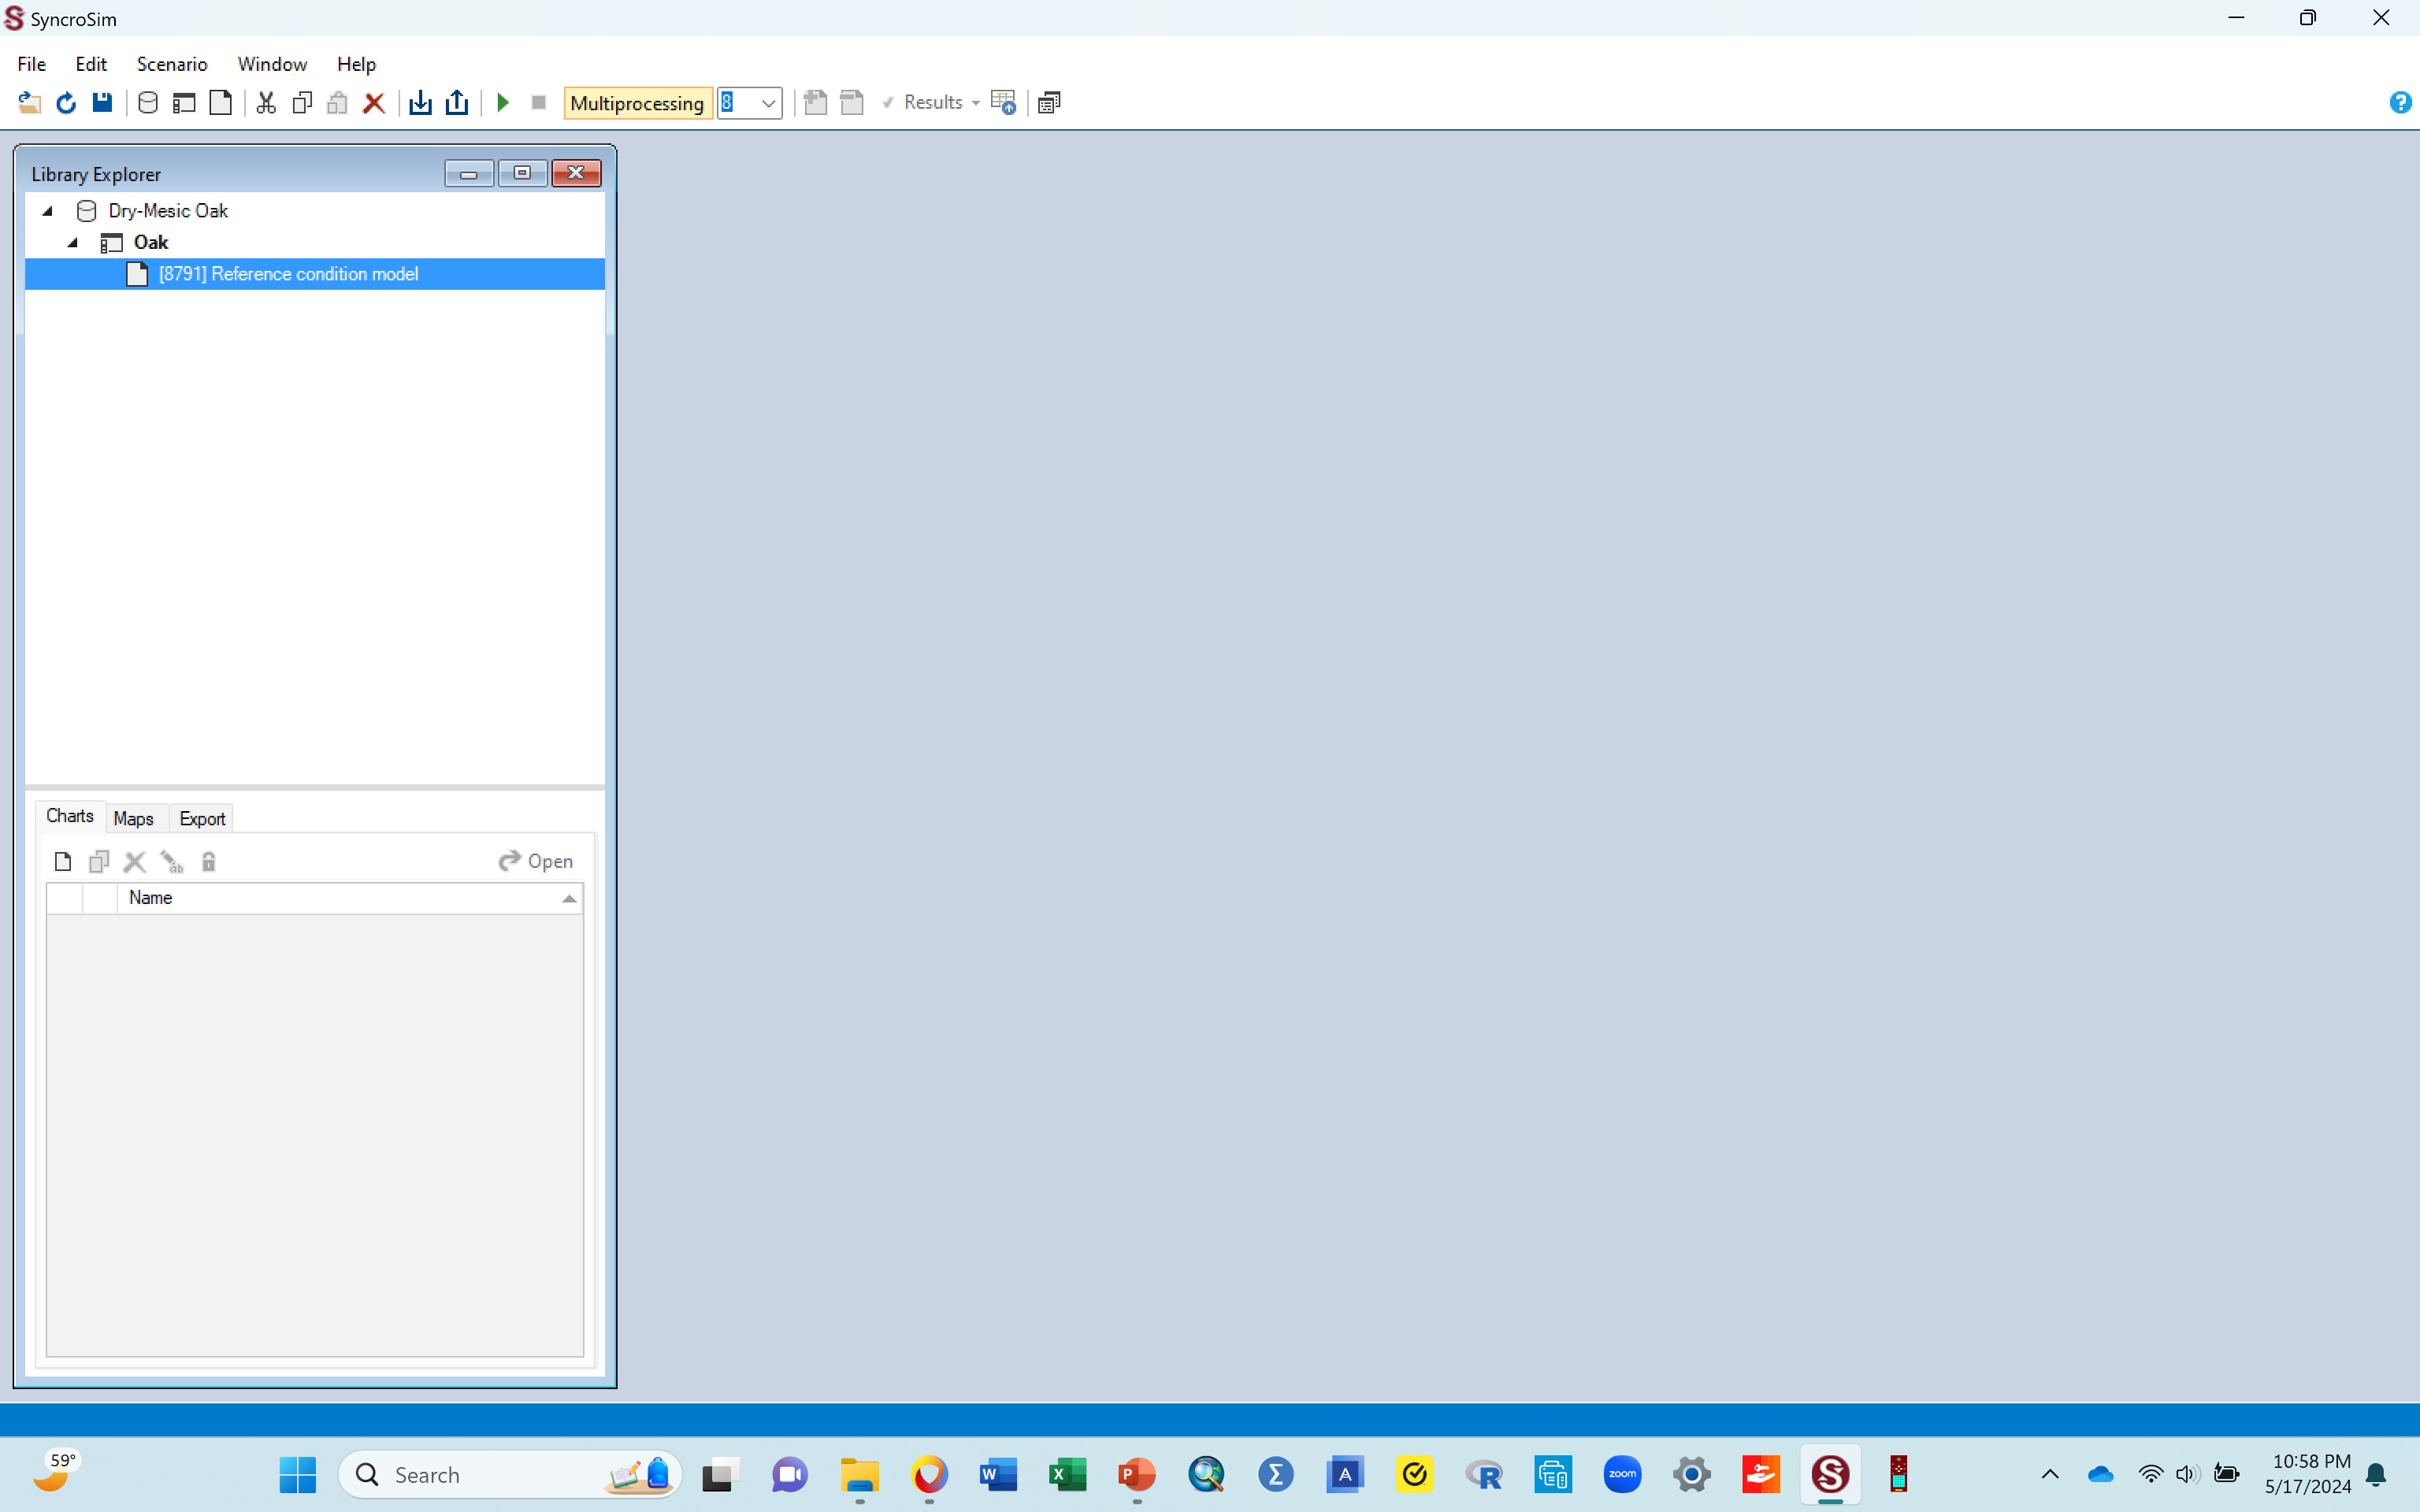 SyncroSim
File Edit Scenario Window Help
Multiprocessing 8 Results
Library Explorer
Dry-Mesic Oak
Oak
[8791] Reference condition model
Charts Maps Export
Open
Name
59°
Search
W
X
P
Σ
A
R
zoom
S
10:58 PM
5/17/2024